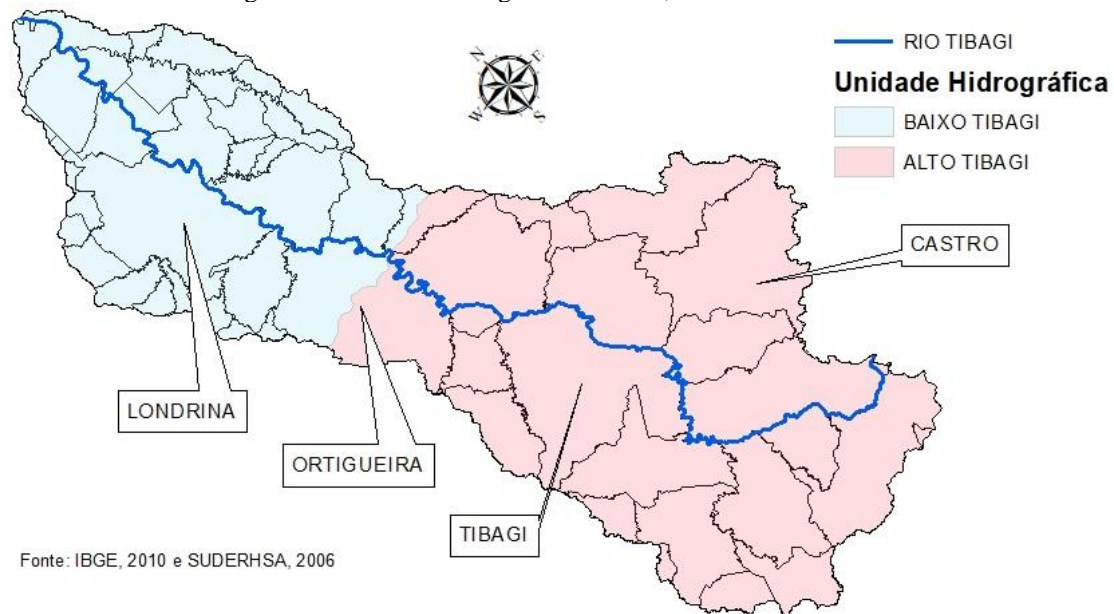 N
E
W
S
RIO TIBAGI
Unidade Hidrográfica
BAIXO TIBAGI
ALTO TIBAGI
CASTRO
LONDRINA
ORTIGUEIRA
TIBAGI
Fonte: IBGE, 2010 e SUDERHSA, 2006